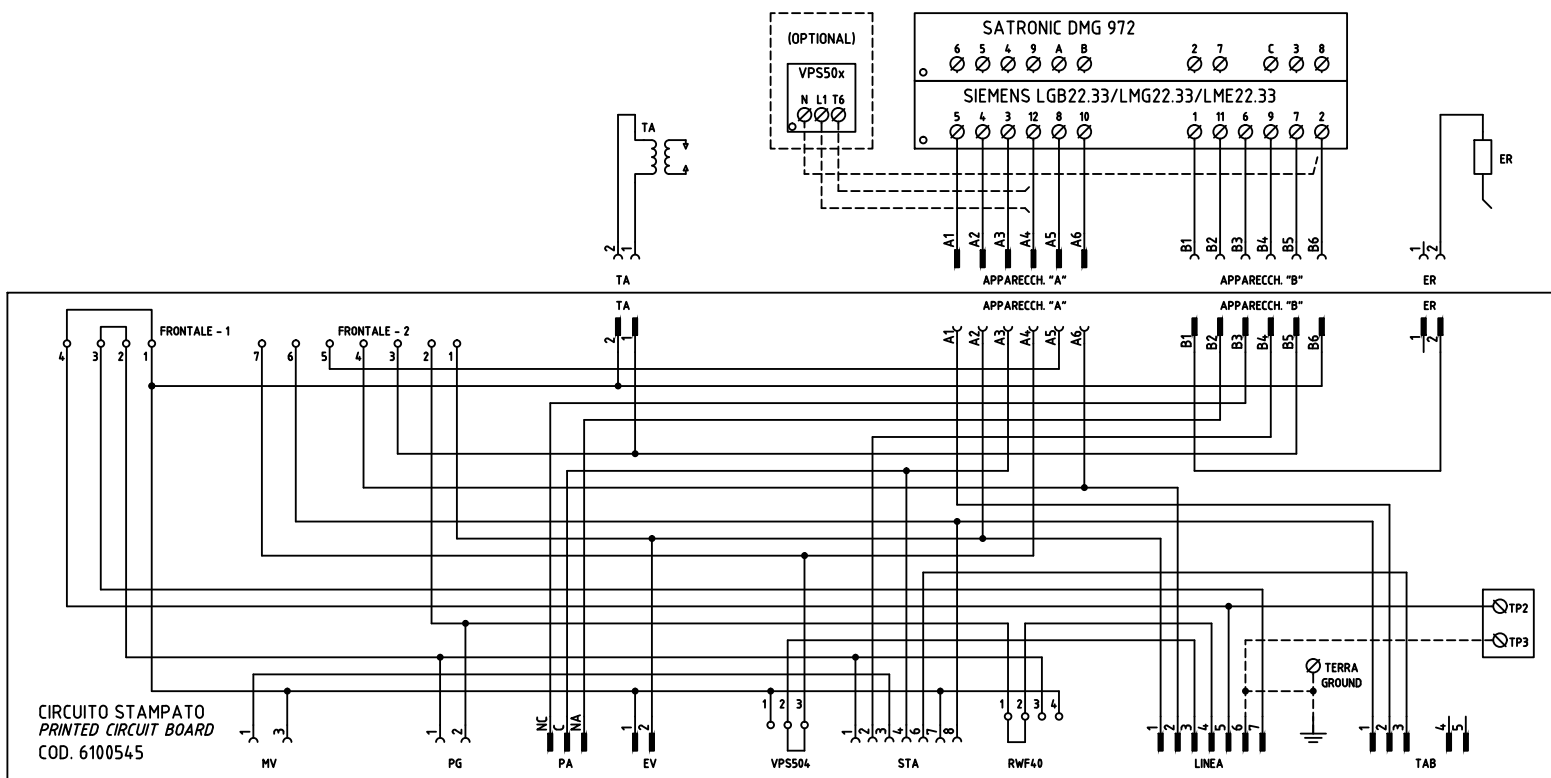 SATRONIC DMG 972
6 5 4 9 A B 2 7 C 3 8
(OPTIONAL)
VPS50x
N L1 T6
SIEMENS LGB22.33/LMG22.33/LME22.33
5 4 3 12 8 10 1 11 6 9 7 2
TA
ER
2 1
A1 A2 A3 A4 A5 A6
B1 B2 B3 B4 B5 B6
1 2
TA
APPARECCH. "A"
APPARECCH. "B"
ER
TA
APPARECCH. "A"
APPARECCH. "B"
ER
FRONTALE - 1
FRONTALE - 2
4 3 2 1
7 6 5 4 3 2 1
2 1
A1 A2 A3 A4 A5 A6
B1 B2 B3 B4 B5 B6
1 2
TP2
TP3
TERRA
GROUND
CIRCUITO STAMPATO
PRINTED CIRCUIT BOARD
COD. 6100545
1 3
1 2
NC C NA
1 2
1 2 3
1 2 3 4 6 7 8
1 2 3 4
1 2 3 4 5 6 7
1 2 3 4 5
MV
PG
PA
EV
VPS504
STA
RWF40
LINEA
TAB